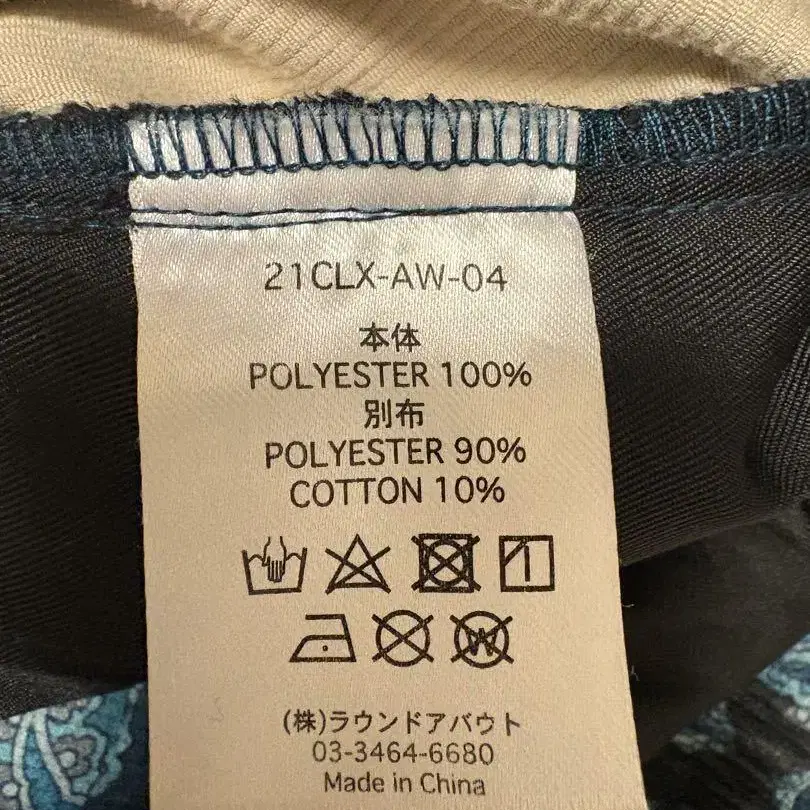 21CLX-AW-04
本体
POLYESTER 100%
別布
POLYESTER 90%
COTTON 10%
W
(株)ラウンドアバウト
03-3464-6680
Made in China